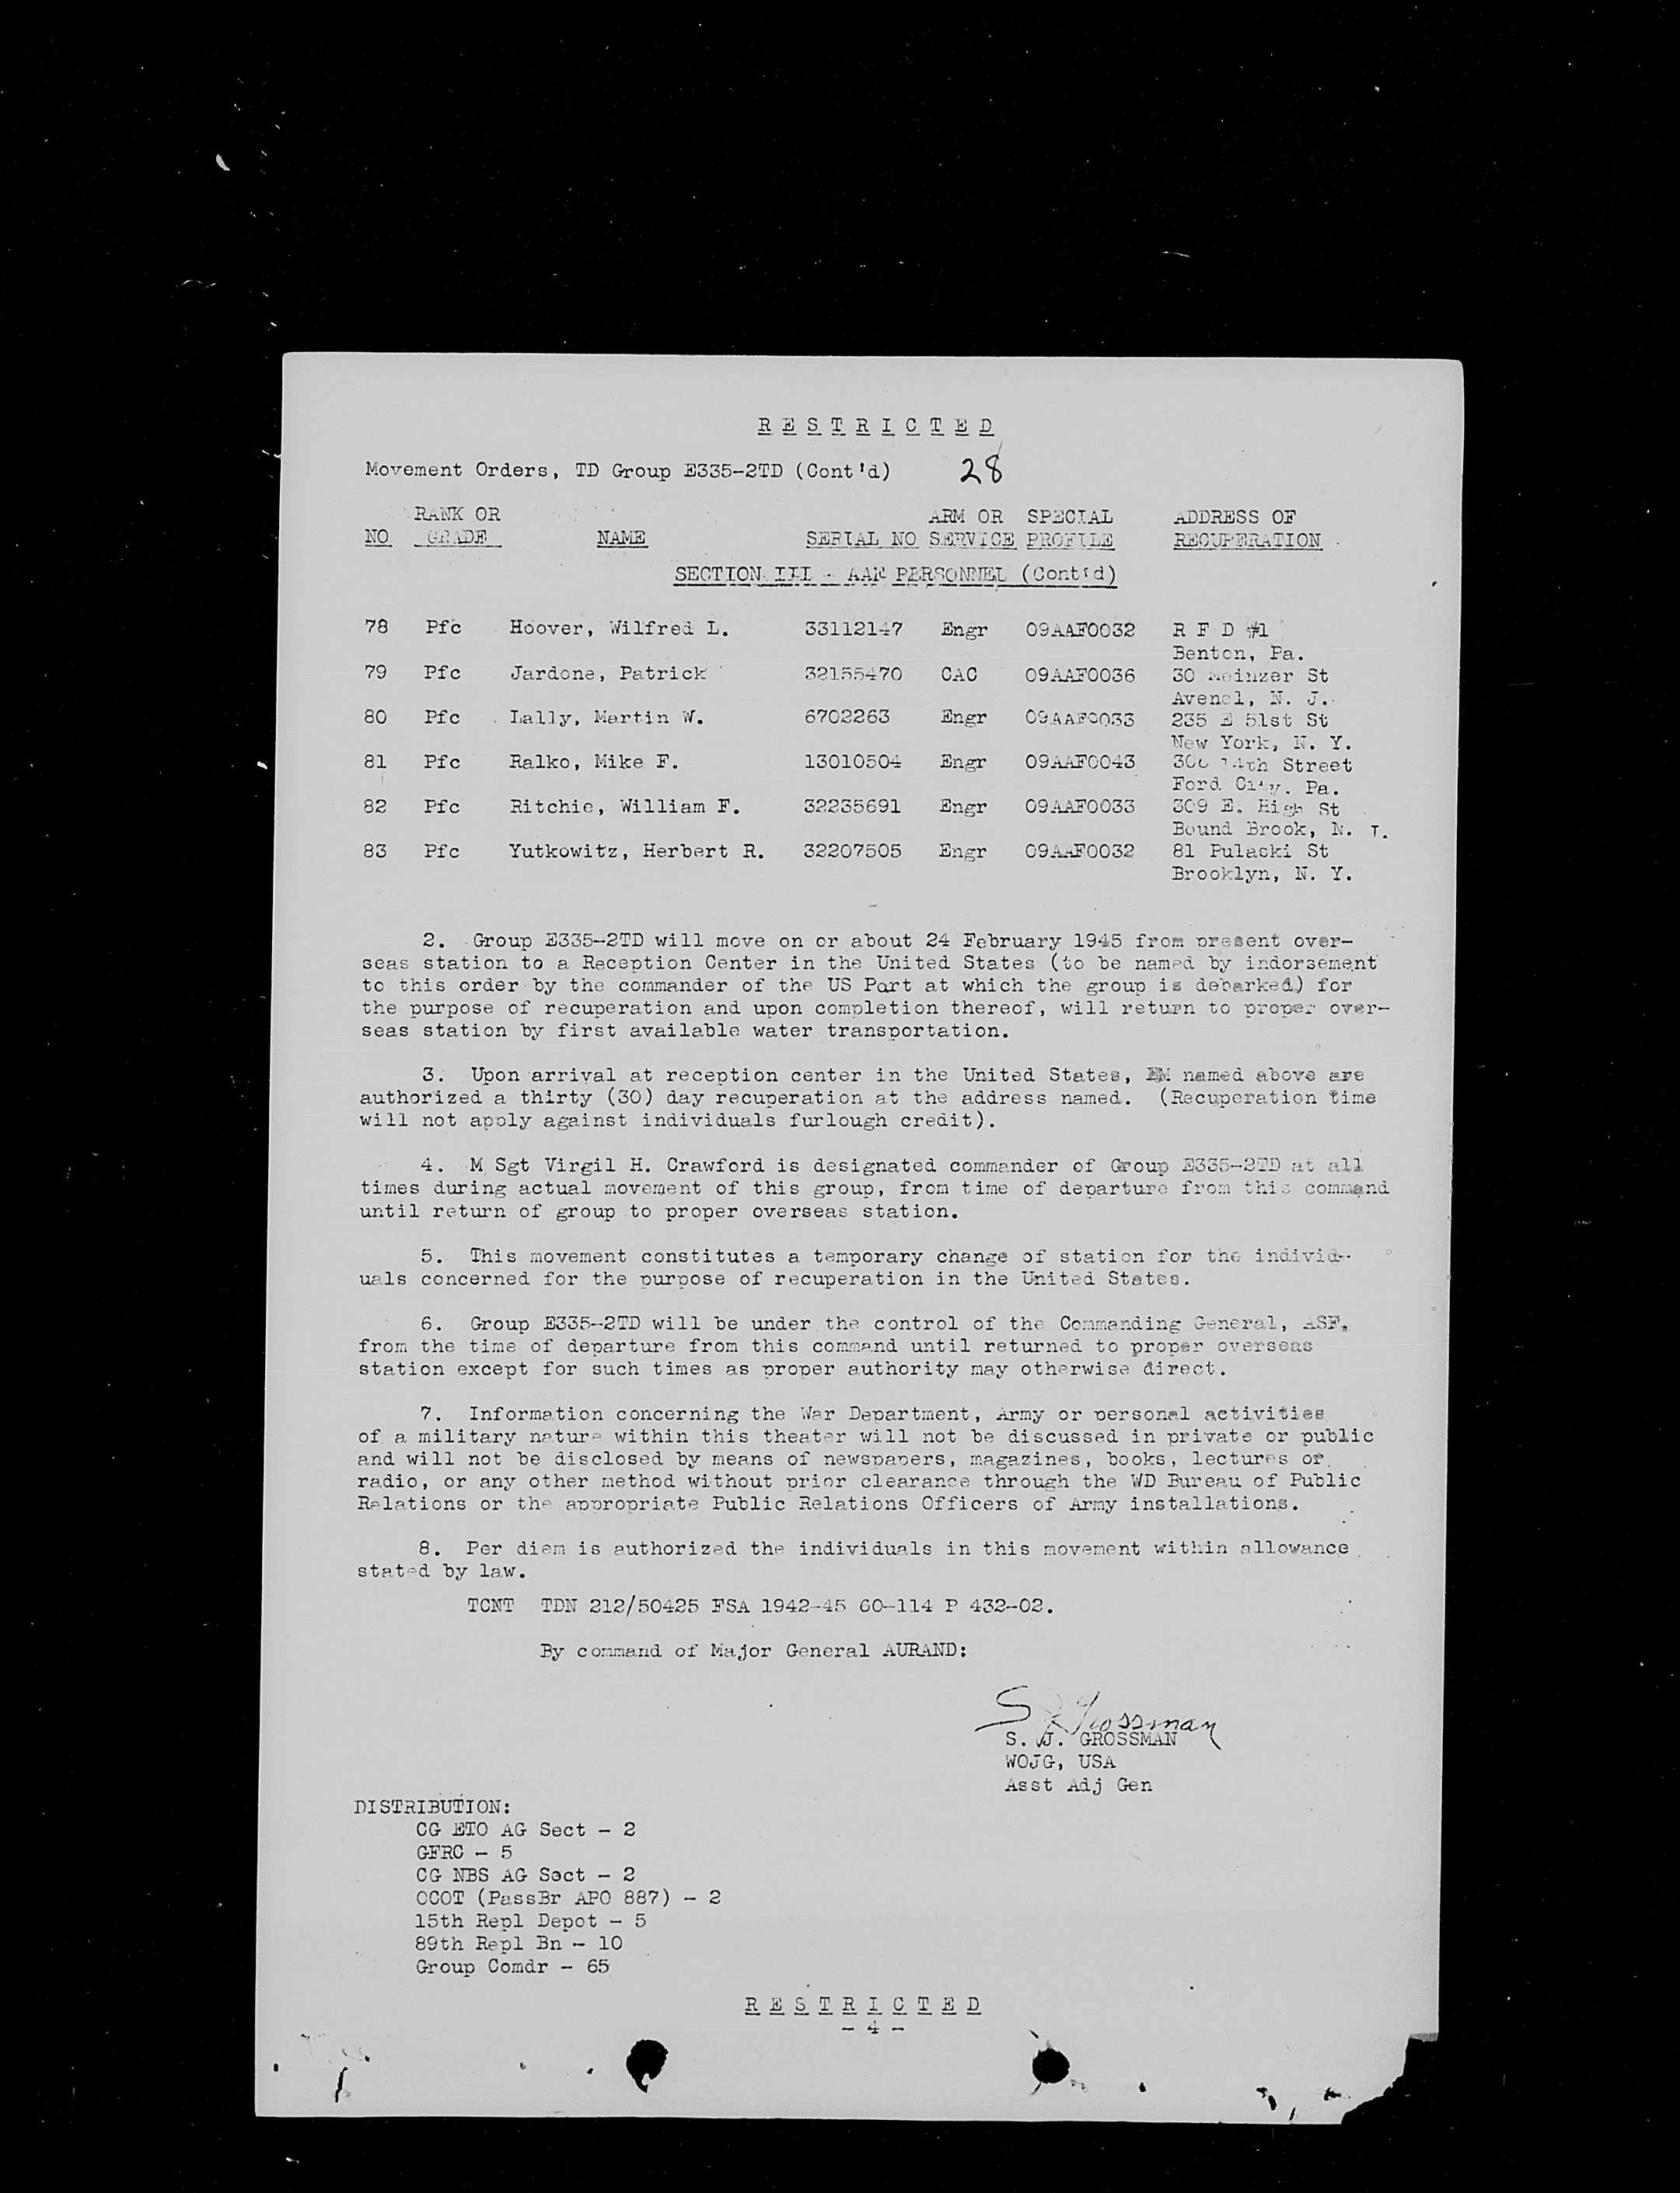 R E S T R I C T E D
Movement Orders, TD Group E335-2TD (Cont'd) 28
NO RANK OR GRADE NAME SERIAL NO ARM OR SERVICE SPECIAL PROFILE ADDRESS OF RECUPERATION
SECTION III - AAF PERSONNEL (Cont'd)
78 Pfc Hoover, Wilfred L. 33112147 Engr 09AAF0032 R F D #1
Benton, Pa.
79 Pfc Jardone, Patrick 32155470 CAC 09AAF0036 30 St
Avenel, N. J.
80 Pfc Lally, Martin W. 6702263 Engr 09AAF0033 235 E 51st St
New York, N. Y.
81 Pfc Ralko, Mike F. 13010504 Engr 09AAF0043 14th Street
Ford City, Pa.
82 Pfc Ritchie, William F. 32235691 Engr 09AAF0033 309 E. High St
Bound Brook, N. J.
83 Pfc Yutkowitz, Herbert R. 32207505 Engr 09AAF0032 81 Pulaski St
Brooklyn, N. Y.
2. Group E335-2TD will move on or about 24 February 1945 from present over-
seas station to a Reception Center in the United States (to be named by indorsement
to this order by the commander of the US Port at which the group is debarked) for
the purpose of recuperation and upon completion thereof, will return to proper over-
seas station by first available water transportation.
3. Upon arrival at reception center in the United States, EM named above are
authorized a thirty (30) day recuperation at the address named. (Recuperation time
will not apply against individuals furlough credit).
4. M Sgt Virgil H. Crawford is designated commander of Group E335-2TD at all
times during actual movement of this group, from time of departure from this command
until return of group to proper overseas station.
5. This movement constitutes a temporary change of station for the individ-
uals concerned for the purpose of recuperation in the United States.
6. Group E335-2TD will be under the control of the Commanding General, ASF,
from the time of departure from this command until returned to proper overseas
station except for such times as proper authority may otherwise direct.
7. Information concerning the War Department, Army or personal activities
of a military nature within this theater will not be discussed in private or public
and will not be disclosed by means of newspapers, magazines, books, lectures or
radio, or any other method without prior clearance through the WD Bureau of Public
Relations or the appropriate Public Relations Officers of Army installations.
8. Per diem is authorized the individuals in this movement within allowance
stated by law.
TCNT TDN 212/50425 FSA 1942-45 60-114 P 432-02.
By command of Major General AURAND:
S J Grossman
S. J. GROSSMAN
WOJG, USA
Asst Adj Gen
DISTRIBUTION:
CG ETO AG Sect - 2
GFRC - 5
CG NBS AG Sect - 2
OCOT (PassBr APO 887) - 2
15th Repl Depot - 5
89th Repl Bn - 10
Group Comdr - 65
R E S T R I C T E D
- 4 -